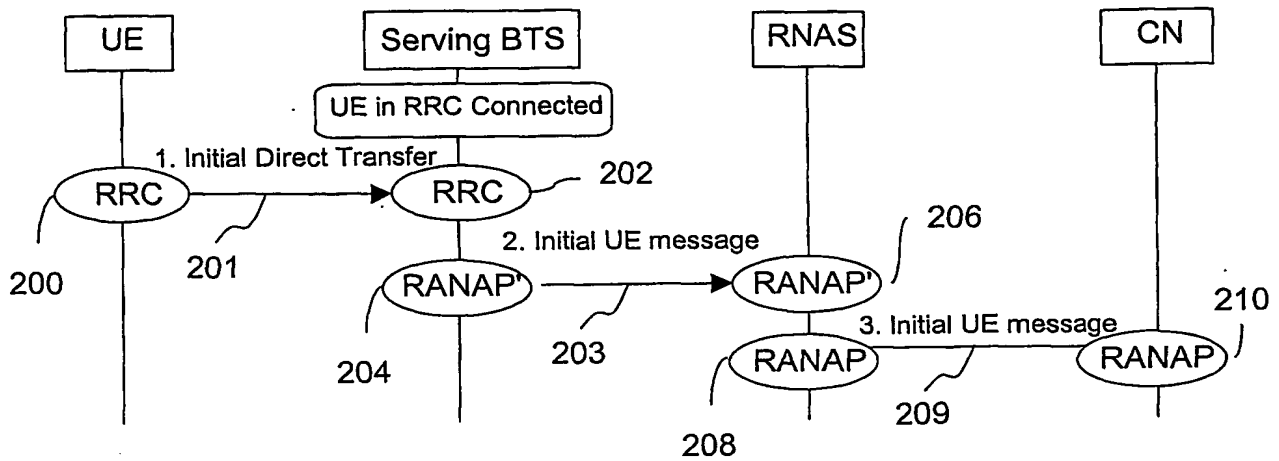 UE
Serving BTS
RNAS
CN
UE in RRC Connected
1. Initial Direct Transfer
RRC
RRC
202
200
201
2. Initial UE message
206
RANAP'
RANAP'
204
203
3. Initial UE message
210
RANAP
RANAP
208
209